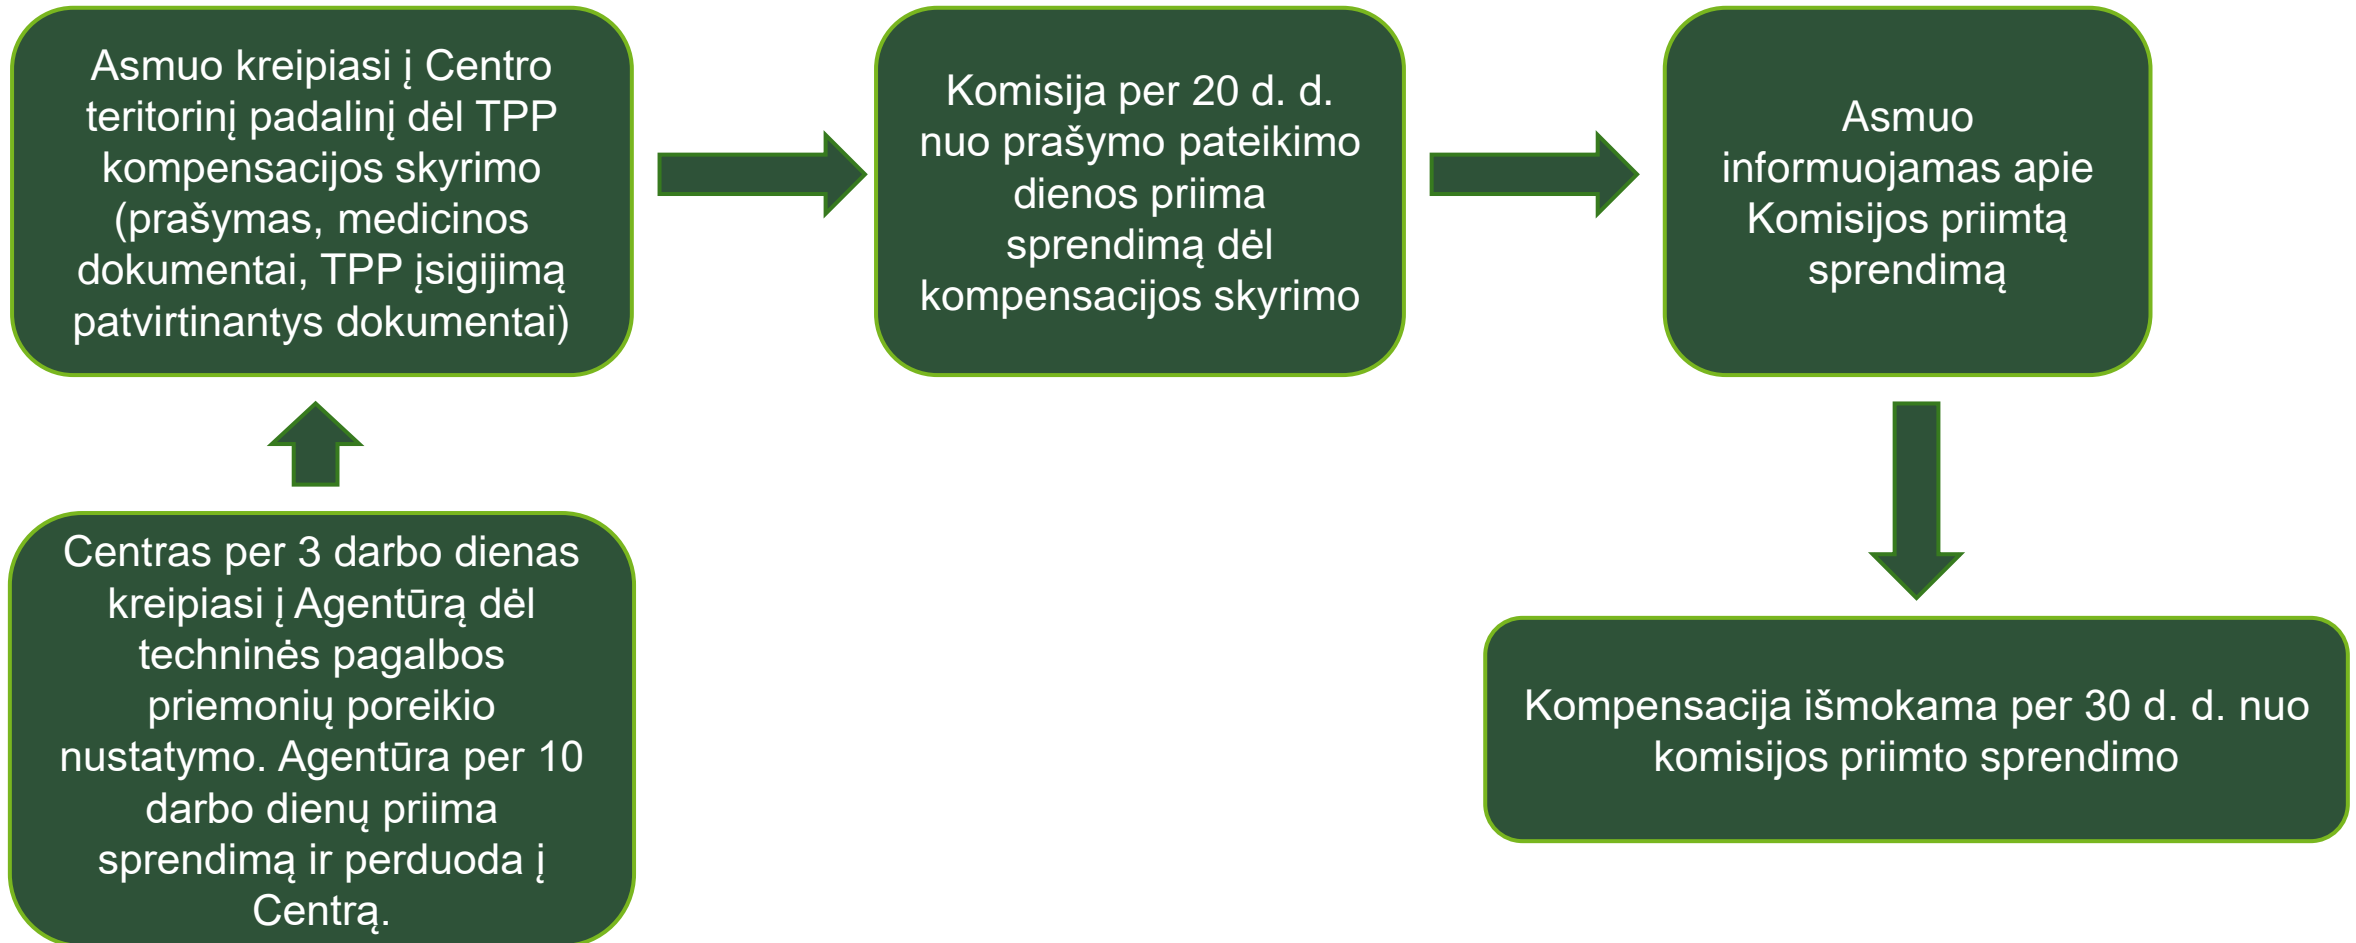 Asmuo kreipiasi į Centro
teritorinį padalinį dėl TPP
kompensacijos skyrimo
(prašymas, medicinos
dokumentai, TPP įsigijimą
patvirtinantys dokumentai)
Komisija per 20 d. d.
nuo prašymo pateikimo
dienos priima
sprendimą dėl
kompensacijos skyrimo
Asmuo
informuojamas apie
Komisijos priimtą
sprendimą
Centras per 3 darbo dienas
kreipiasi į Agentūrą dėl
techninės pagalbos
priemonių poreikio
nustatymo. Agentūra per 10
darbo dienų priima
sprendimą ir perduoda į
Centrą.
Kompensacija išmokama per 30 d. d. nuo
komisijos priimto sprendimo